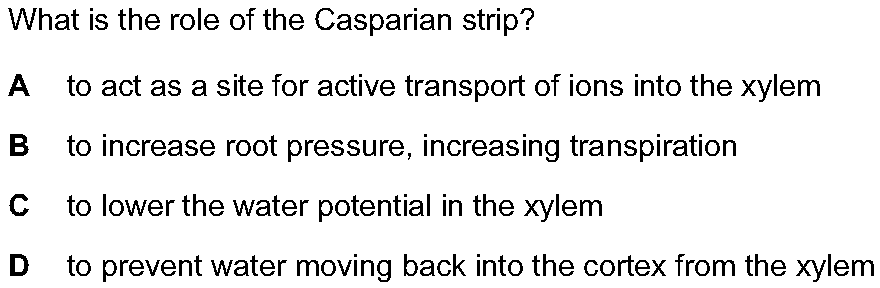 What is the role of the Casparian strip?
A to act as a site for active transport of ions into the xylem
B to increase root pressure, increasing transpiration
C to lower the water potential in the xylem
D to prevent water moving back into the cortex from the xylem